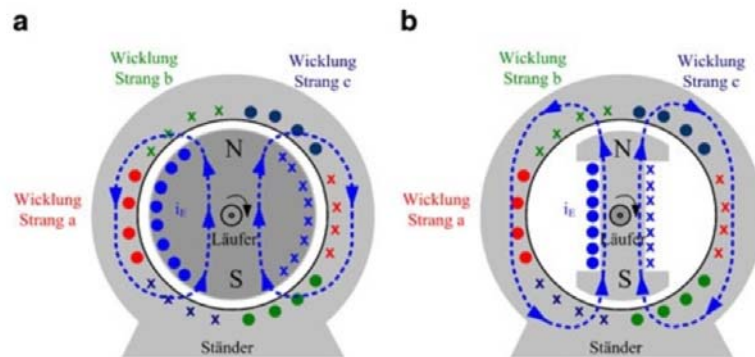 a
Wicklung
Strang b
Wicklung
Strang c
N
Wicklung
Strang a
i_E
Läufer
S
Ständer
b
Wicklung
Strang b
Wicklung
Strang c
N
Wicklung
Strang a
i_E
Läufer
S
Ständer